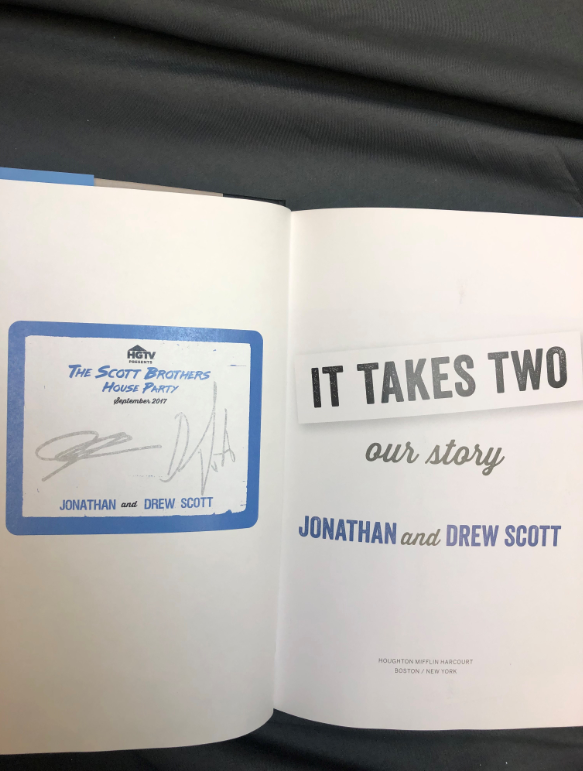 HGTV
PRESENTS
THE SCOTT BROTHERS
HOUSE PARTY
September 2017
JONATHAN and DREW SCOTT
IT TAKES TWO
our story
JONATHAN and DREW SCOTT
HOUGHTON MIFFLIN HARCOURT
BOSTON / NEW YORK